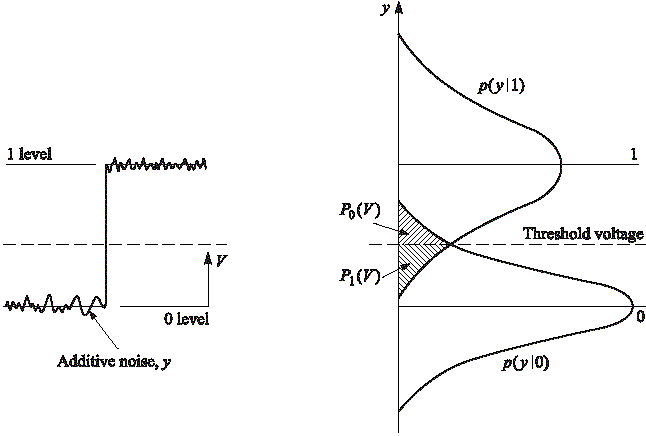 y
p(y|1)
1 level
1
P₀(V)
Threshold voltage
V
P₁(V)
0 level
0
Additive noise, y
p(y|0)